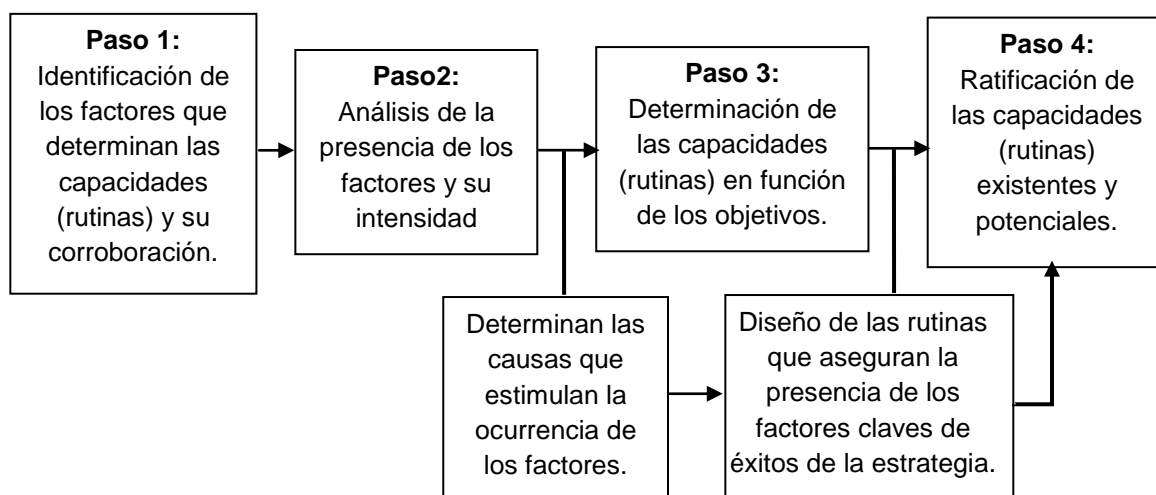 Paso 1:
Identificación de
los factores que
determinan las
capacidades
(rutinas) y su
corroboración.
Paso2:
Análisis de la
presencia de los
factores y su
intensidad
Paso 3:
Determinación de
las capacidades
(rutinas) en función
de los objetivos.
Paso 4:
Ratificación de
las capacidades
(rutinas)
existentes y
potenciales.
Determinan las
causas que
estimulan la
ocurrencia de
los factores.
Diseño de las rutinas
que aseguran la
presencia de los
factores claves de
éxitos de la estrategia.